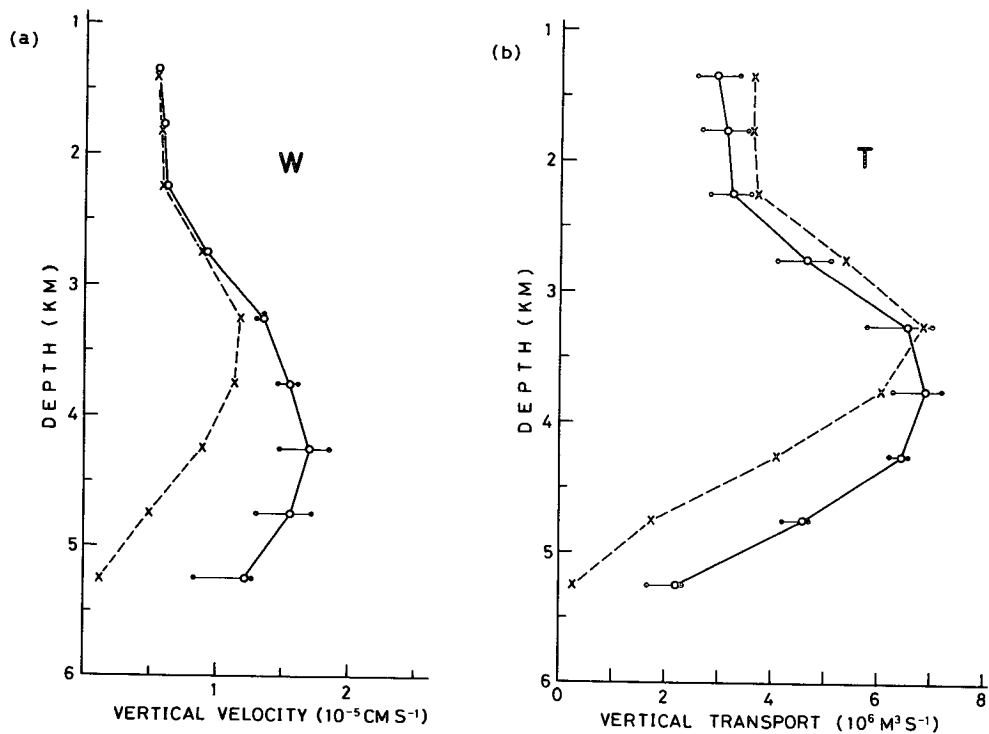 (a)
W
1
2
3
4
5
6
DEPTH (KM)
1
2
VERTICAL VELOCITY (10⁻⁵ CM S⁻¹)
(b)
T
1
2
3
4
5
6
DEPTH (KM)
0
2
4
6
8
VERTICAL TRANSPORT (10⁶ M³ S⁻¹)